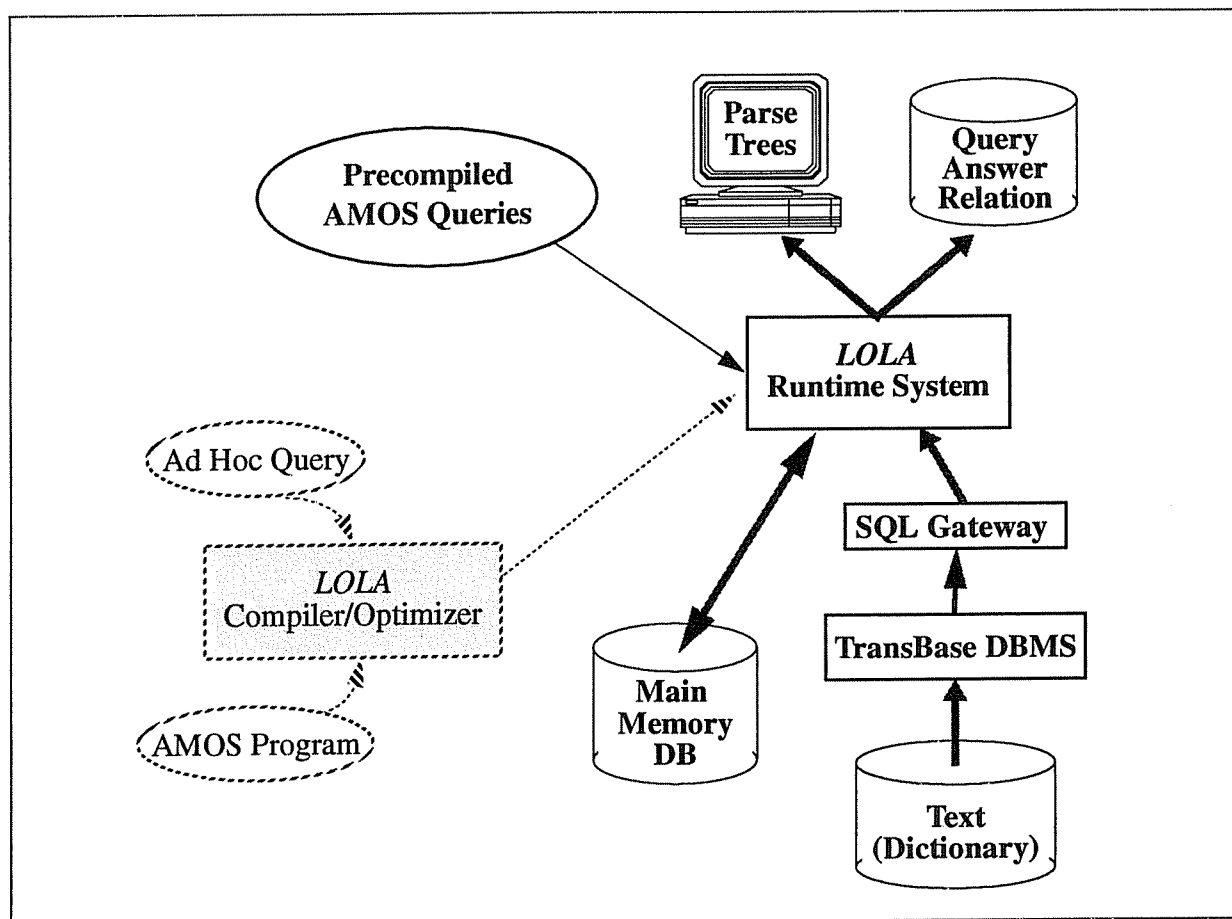 Parse
Trees
Query
Answer
Relation
Precompiled
AMOS Queries
LOLA
Runtime System
Ad Hoc Query
SQL Gateway
LOLA
Compiler/Optimizer
TransBase DBMS
Main
Memory
DB
AMOS Program
Text
(Dictionary)